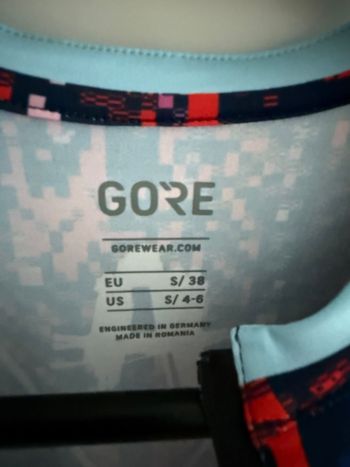 GORE
GOREWEAR.COM
EU S/ 38
US S/ 4-6
ENGINEERED IN GERMANY
MADE IN ROMANIA